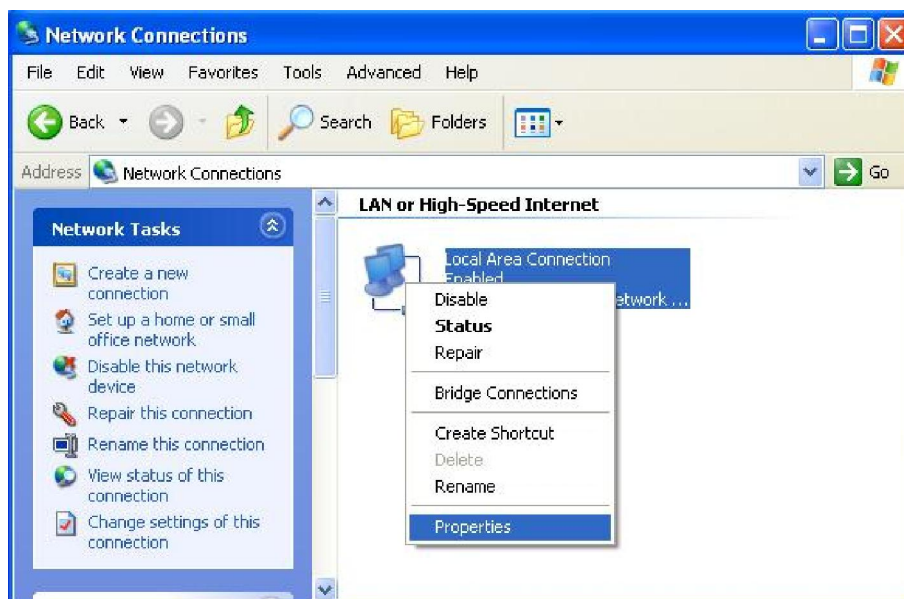 Network Connections
File Edit View Favorites Tools Advanced Help
Back Search Folders
Address Network Connections Go
Network Tasks
Create a new
connection
Set up a home or small
office network
Disable this network
device
Repair this connection
Rename this connection
View status of this
connection
Change settings of this
connection
LAN or High-Speed Internet
Local Area Connection
Enabled
Disable
Status
Repair
Bridge Connections
Create Shortcut
Delete
Rename
Properties